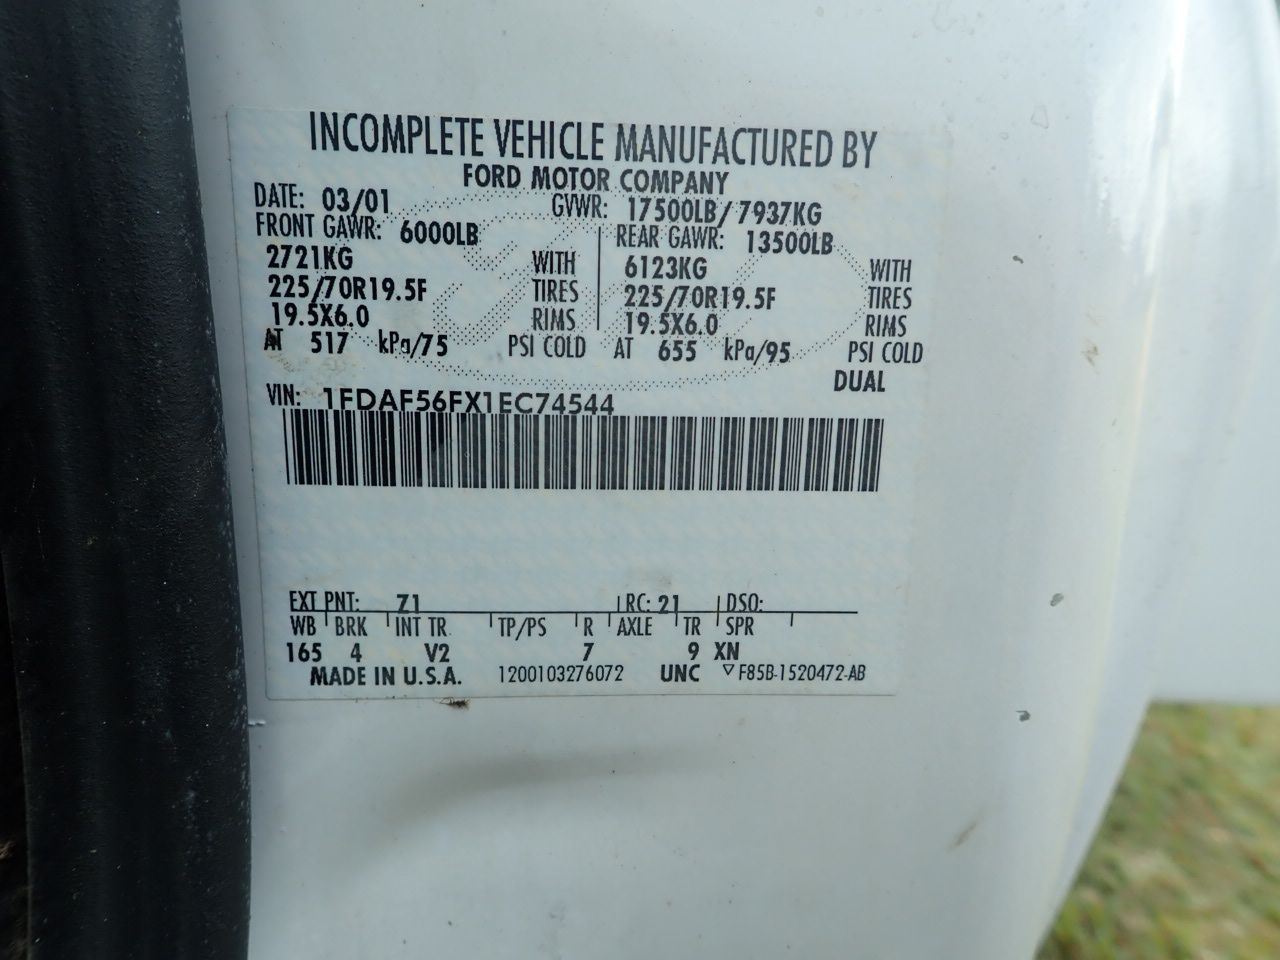 INCOMPLETE VEHICLE MANUFACTURED BY
FORD MOTOR COMPANY
DATE: 03/01 GVWR: 17500LB/ 7937KG
FRONT GAWR: 6000LB REAR GAWR: 13500LB
2721KG WITH 6123KG WITH
225/70R19.5F TIRES 225/70R19.5F TIRES
19.5X6.0 RIMS 19.5X6.0 RIMS
AT 517 kPa/75 PSI COLD AT 655 kPa/95 PSI COLD
DUAL
VIN: 1FDAF56FX1EC74544
EXT PNT: Z1 RC: 21 DSO:
WB BRK INT TR TP/PS R AXLE TR SPR
165 4 V2 7 9 XN
MADE IN U.S.A. 1200103276072 UNC ▽F85B-1520472-AB